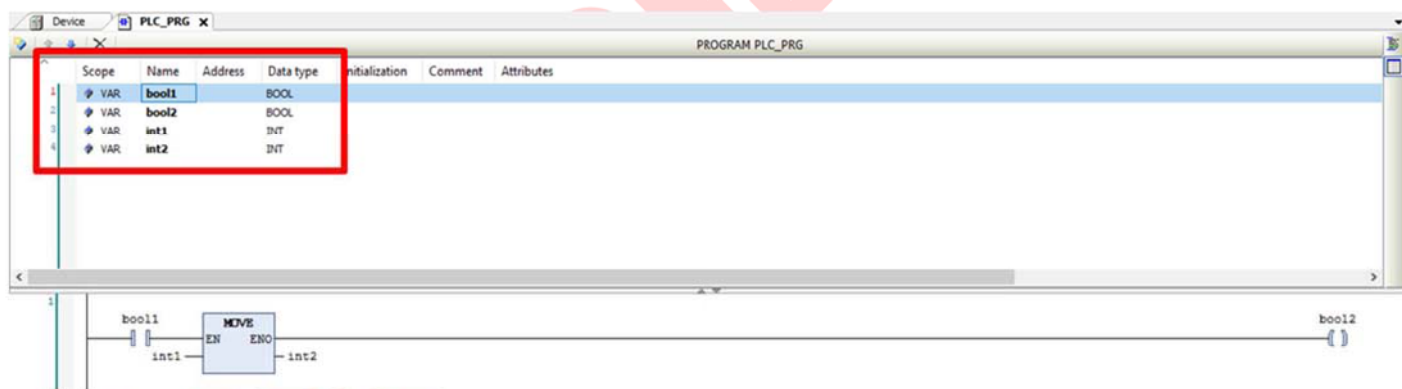 Device PLC_PRG X
PROGRAM PLC_PRG
Scope Name Address Data type Initialization Comment Attributes
1 VAR bool1 BOOL
2 VAR bool2 BOOL
3 VAR int1 INT
4 VAR int2 INT
1
bool1 MOVE bool2
EN ENO
int1 int2